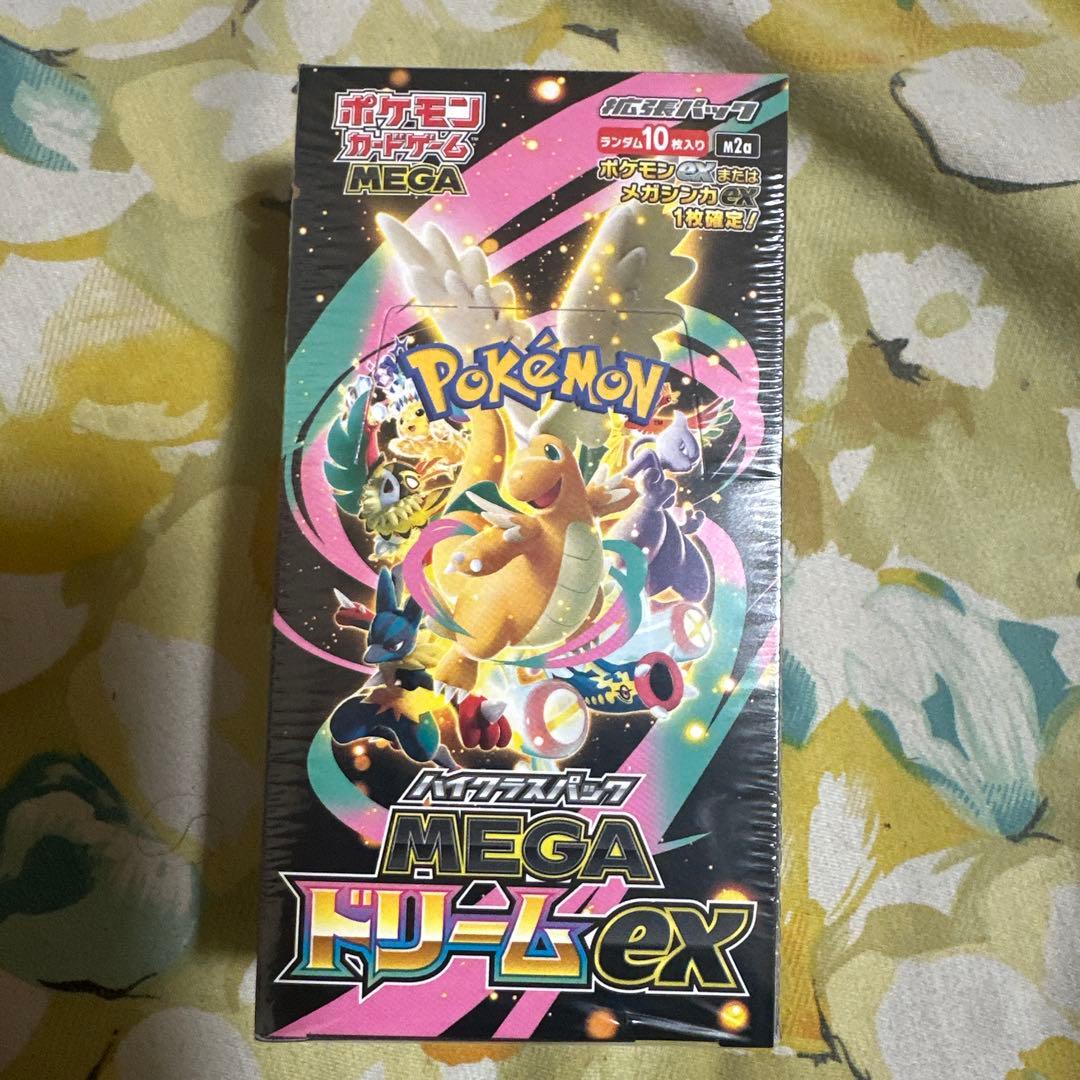 ポケモン
カードゲーム™
MEGA
拡張パック
ランダム10枚入り
M2a
ポケモンexまたは
メガシンカex
1枚確定!
POKéMON™
ハイクラスパック
MEGA
ドリームex